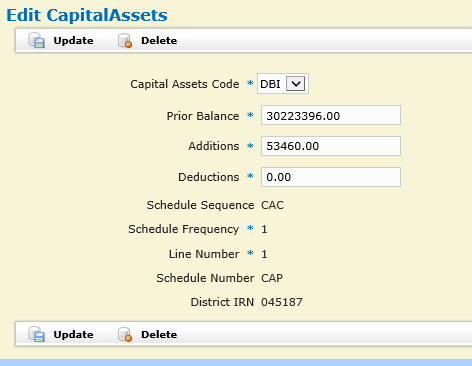 Edit CapitalAssets
Update Delete
Capital Assets Code * DBI
Prior Balance * 30223396.00
Additions * 53460.00
Deductions * 0.00
Schedule Sequence CAC
Schedule Frequency * 1
Line Number * 1
Schedule Number CAP
District IRN 045187
Update Delete